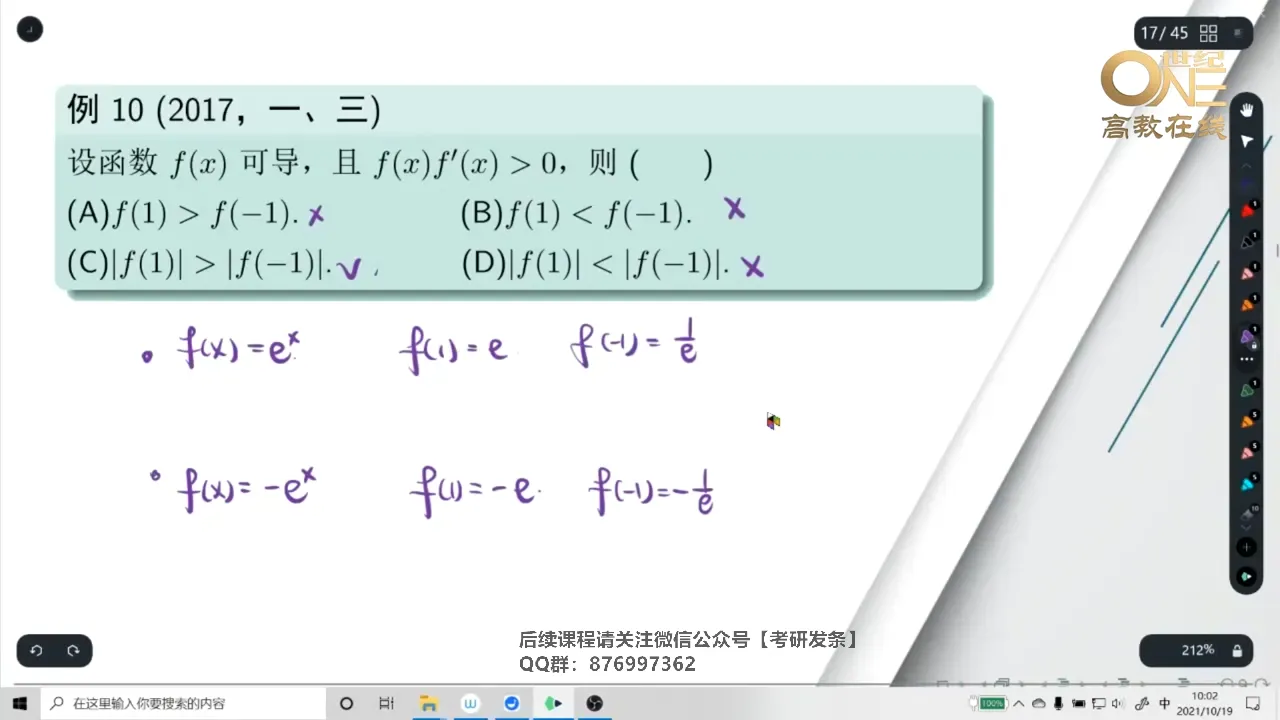 17/ 45
世纪
ONE
高教在线
例 10 (2017，一、三)
设函数 f(x) 可导，且 f(x)f′(x) > 0，则 (　　)
(A)f(1) > f(−1). × (B)f(1) < f(−1). ×
(C)|f(1)| > |f(−1)|. √ (D)|f(1)| < |f(−1)|. ×
f(x) = eˣ f(1) = e f(-1) = 1/e
f(x) = -eˣ f(1) = -e f(-1) = -1/e
后续课程请关注微信公众号【考研发条】
QQ群：876997362
212%
在这里输入你要搜索的内容
100%
中
10:02
2021/10/19